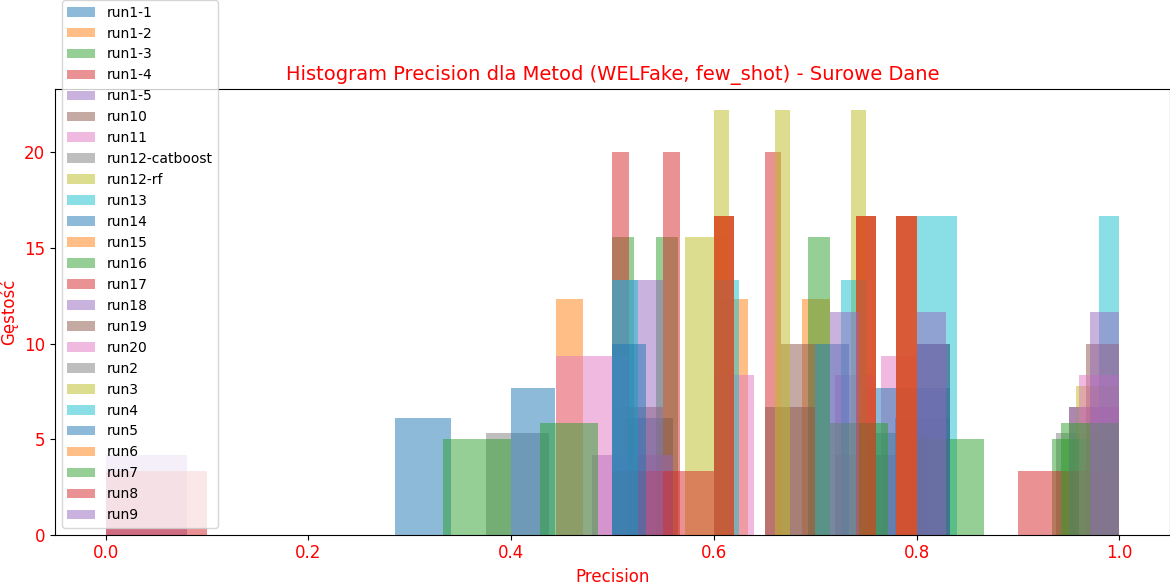 run1-1
run1-2
run1-3
run1-4
run1-5
run10
run11
run12-catboost
run12-rf
run13
run14
run15
run16
run17
run18
run19
run20
run2
run3
run4
run5
run6
run7
run8
run9
Histogram Precision dla Metod (WELFake, few_shot) - Surowe Dane
Gęstość
20
15
10
5
0
0.0 0.2 0.4 0.6 0.8 1.0
Precision